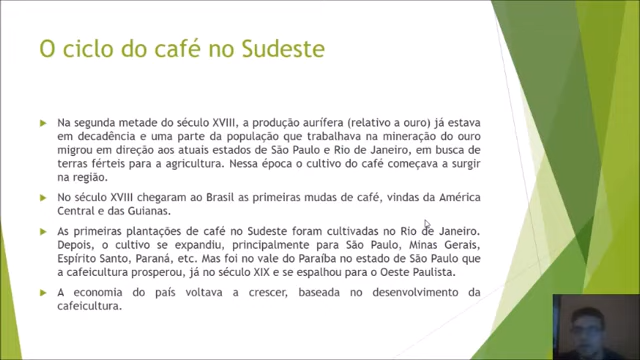 O ciclo do café no Sudeste
Na segunda metade do século XVIII, a produção aurífera (relativo a ouro) já estava
em decadência e uma parte da população que trabalhava na mineração do ouro
migrou em direção aos atuais estados de São Paulo e Rio de Janeiro, em busca de
terras férteis para a agricultura. Nessa época o cultivo do café começava a surgir
na região.
No século XVIII chegaram ao Brasil as primeiras mudas de café, vindas da América
Central e das Guianas.
As primeiras plantações de café no Sudeste foram cultivadas no Rio de Janeiro.
Depois, o cultivo se expandiu, principalmente para São Paulo, Minas Gerais,
Espírito Santo, Paraná, etc. Mas foi no vale do Paraíba no estado de São Paulo que
a cafeicultura prosperou, já no século XIX e se espalhou para o Oeste Paulista.
A economia do país voltava a crescer, baseada no desenvolvimento da
cafeicultura.